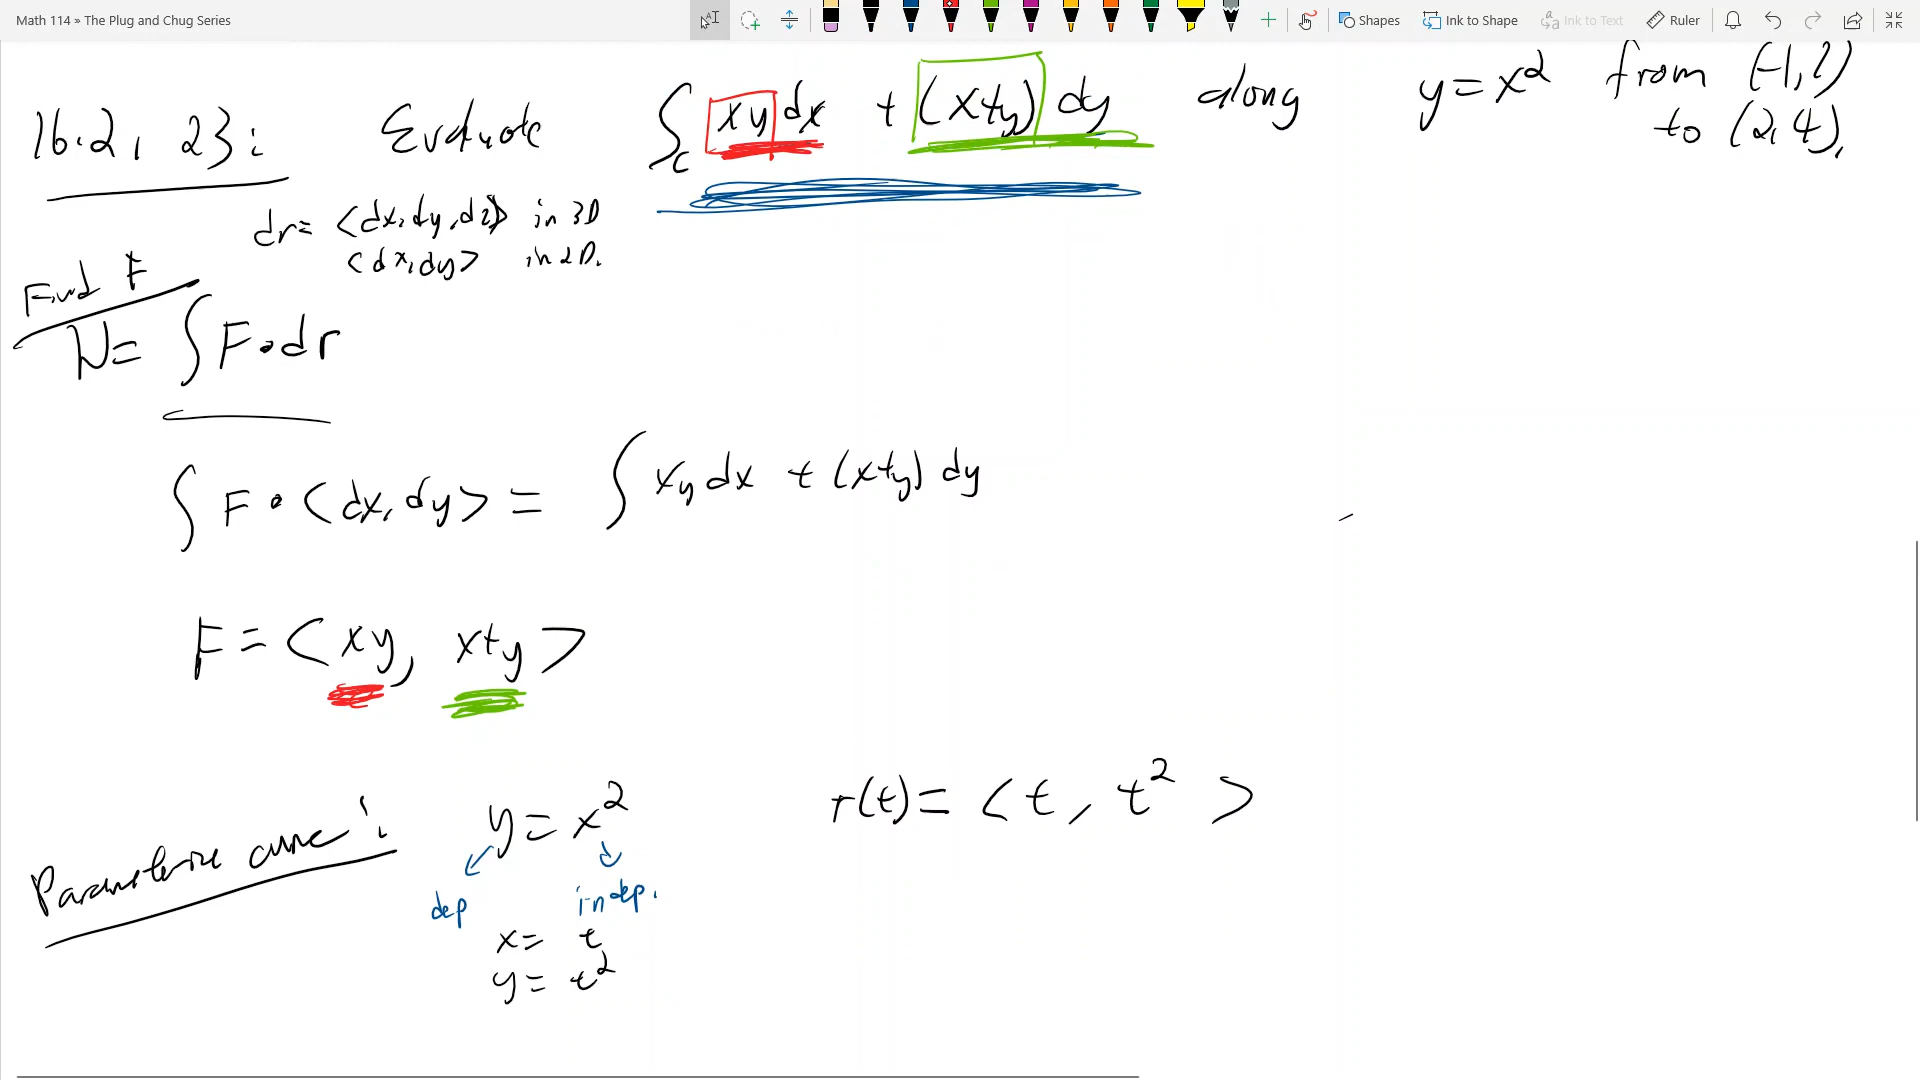 Math 114 » The Plug and Chug Series
Shapes Ink to Shape Ink to Text Ruler
16.2, 23: Evaluate ∫_C xy dx + (x+y) dy along y = x² from (-1, 1)
to (2, 4).
dr = <dx, dy, dz> in 3D
<dx, dy> in 2D.
Find F
W = ∫ F • dr
∫ F • <dx, dy> = ∫ xy dx + (x+y) dy
F = <xy, x+y>
Parameterize curve: y = x² r(t) = <t, t²>
dep indep.
x = t
y = t²